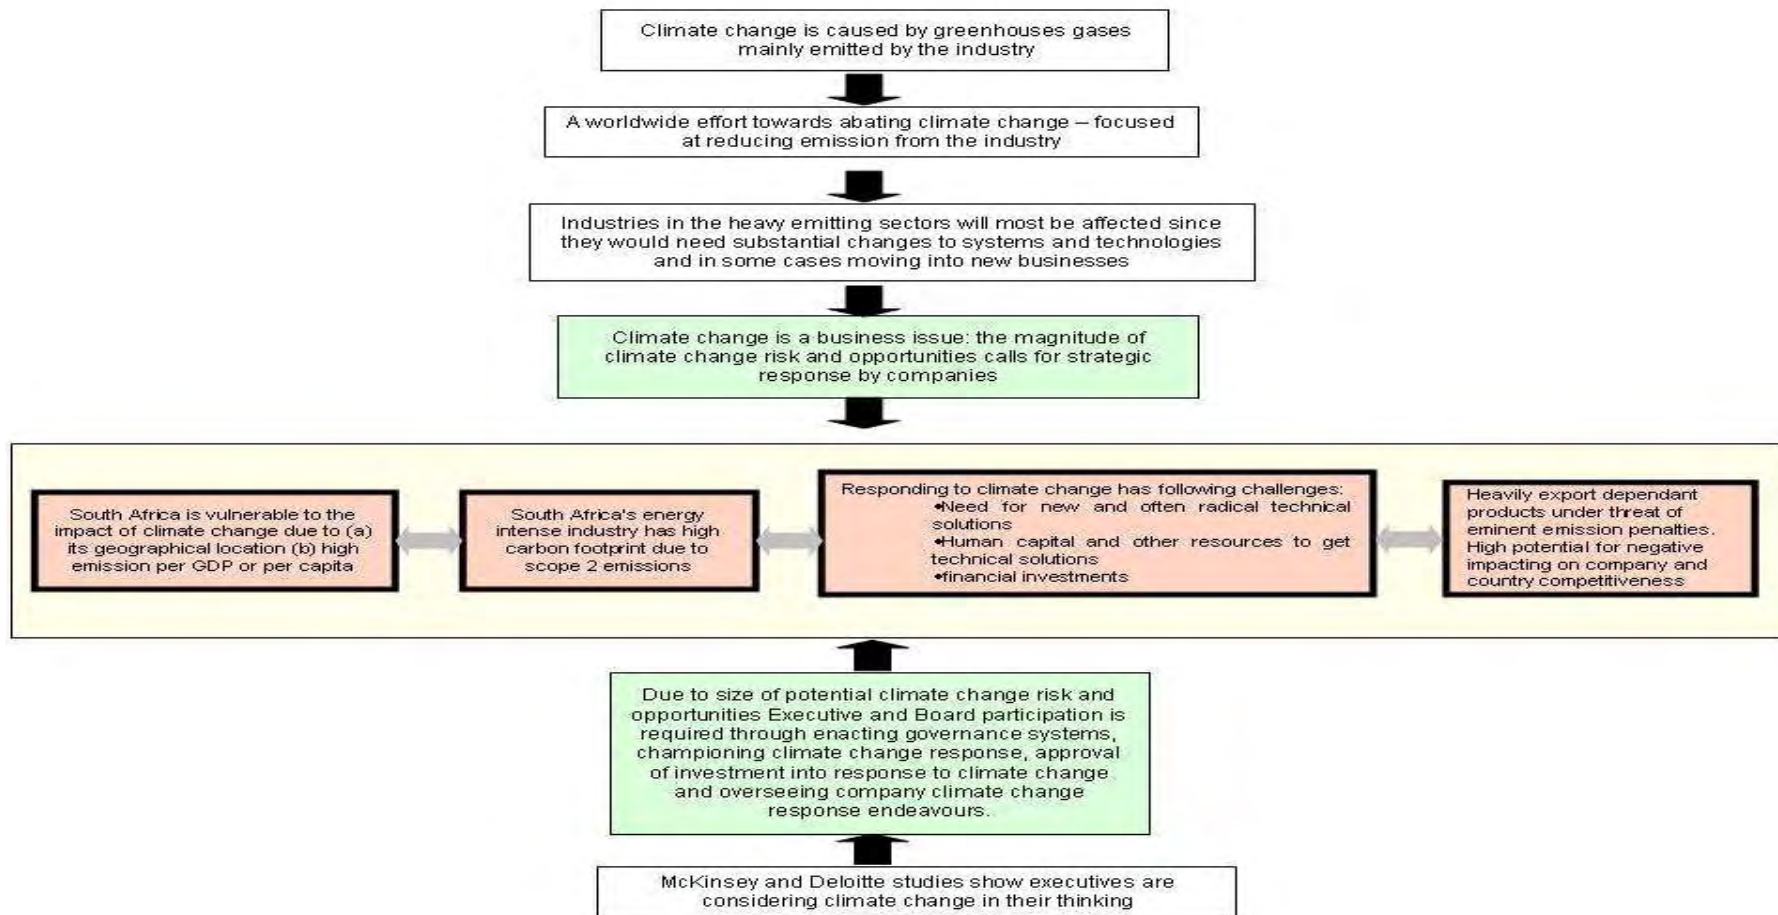 Climate change is caused by greenhouses gases
mainly emitted by the industry
A worldwide effort towards abating climate change – focused
at reducing emission from the industry
Industries in the heavy emitting sectors will most be affected since
they would need substantial changes to systems and technologies
and in some cases moving into new businesses
Climate change is a business issue: the magnitude of
climate change risk and opportunities calls for strategic
response by companies
South Africa is vulnerable to the
impact of climate change due to (a)
its geographical location (b) high
emission per GDP or per capita
South Africa's energy
intense industry has high
carbon footprint due to
scope 2 emissions
Responding to climate change has following challenges:
•Need for new and often radical technical
solutions
•Human capital and other resources to get
technical solutions
•financial investments
Heavily export dependant
products under threat of
eminent emission penalties.
High potential for negative
impacting on company and
country competitiveness
Due to size of potential climate change risk and
opportunities Executive and Board participation is
required through enacting governance systems,
championing climate change response, approval
of investment into response to climate change
and overseeing company climate change
response endeavours.
McKinsey and Deloitte studies show executives are
considering climate change in their thinking